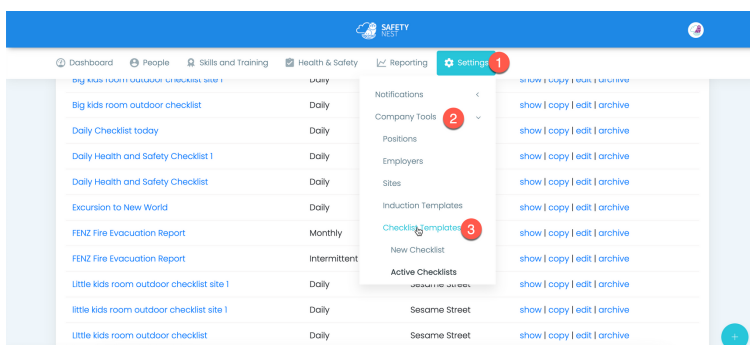 SAFETY
NEST
Dashboard People Skills and Training Health & Safety Reporting Settings 1
Big kids room outdoor checklist site 1 Daily show | copy | edit | archive
Notifications
Big kids room outdoor checklist Daily show | copy | edit | archive
Company Tools 2
Daily Checklist today Daily show | copy | edit | archive
Positions
Daily Health and Safety Checklist 1 Daily show | copy | edit | archive
Employers
Daily Health and Safety Checklist Daily show | copy | edit | archive
Sites
Excursion to New World Daily show | copy | edit | archive
Induction Templates
FENZ Fire Evacuation Report Monthly show | copy | edit | archive
Checklist Templates 3
New Checklist
FENZ Fire Evacuation Report Intermittent show | copy | edit | archive
Active Checklists
Little kids room outdoor checklist site 1 Daily Sesame Street show | copy | edit | archive
little kids room outdoor checklist site 1 Daily Sesame Street show | copy | edit | archive
Little kids room outdoor checklist Daily Sesame Street show | copy | edit | archive
+